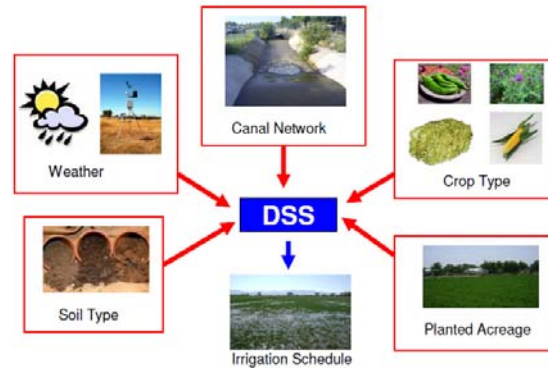 Canal Network
Weather
Crop Type
DSS
Soil Type
Planted Acreage
Irrigation Schedule